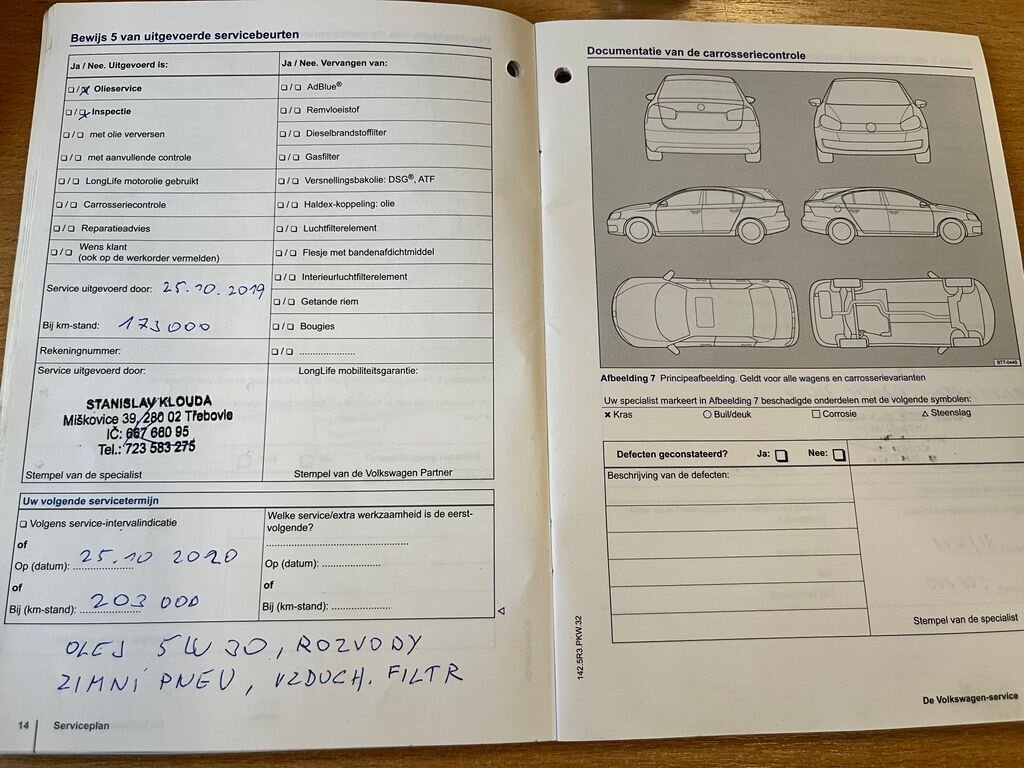 Bewijs 5 van uitgevoerde servicebeurten
Ja / Nee. Uitgevoerd is:
Ja / Nee. Vervangen van:
❏/❏ Olieservice
❏/❏ AdBlue®
❏/❏ Inspectie
❏/❏ Remvloeistof
❏/❏ met olie verversen
❏/❏ Dieselbrandstoffilter
❏/❏ met aanvullende controle
❏/❏ Gasfilter
❏/❏ LongLife motorolie gebruikt
❏/❏ Versnellingsbakolie: DSG®, ATF
❏/❏ Carrosseriecontrole
❏/❏ Haldex-koppeling: olie
❏/❏ Reparatieadvies
❏/❏ Luchtfilterelement
❏/❏ Wens klant
(ook op de werkorder vermelden)
❏/❏ Flesje met bandenafdichtmiddel
Service uitgevoerd door: 25.10.2019
❏/❏ Interieurluchtfilterelement
❏/❏ Getande riem
Bij km-stand: 173000
❏/❏ Bougies
Rekeningnummer:
❏/❏ ....................
Service uitgevoerd door:
LongLife mobiliteitsgarantie:
STANISLAV KLOUDA
Miškovice 39, 280 02 Třebovle
IČ: 667 660 95
Tel.: 723 583 275
Stempel van de specialist
Stempel van de Volkswagen Partner
Uw volgende servicetermijn
❏ Volgens service-intervalindicatie
of
Op (datum): 25.10 2020
of
Bij (km-stand): 203 000
Welke service/extra werkzaamheid is de eerst-
volgende?
Op (datum): ....................
of
Bij (km-stand): ....................
OLEJ 5W30, ROZVODY
ZIMNÍ PNEU, VZDUCH. FILTR
14 Serviceplan
Documentatie van de carrosseriecontrole
BTT-0449
Afbeelding 7 Principeafbeelding. Geldt voor alle wagens en carrosserievarianten
Uw specialist markeert in Afbeelding 7 beschadigde onderdelen met de volgende symbolen:
✕ Kras ○ Buil/deuk □ Corrosie △ Steenslag
Defecten geconstateerd? Ja: ❏ Nee: ❏
Beschrijving van de defecten:
Stempel van de specialist
142.5R3.PKW.32
De Volkswagen-service